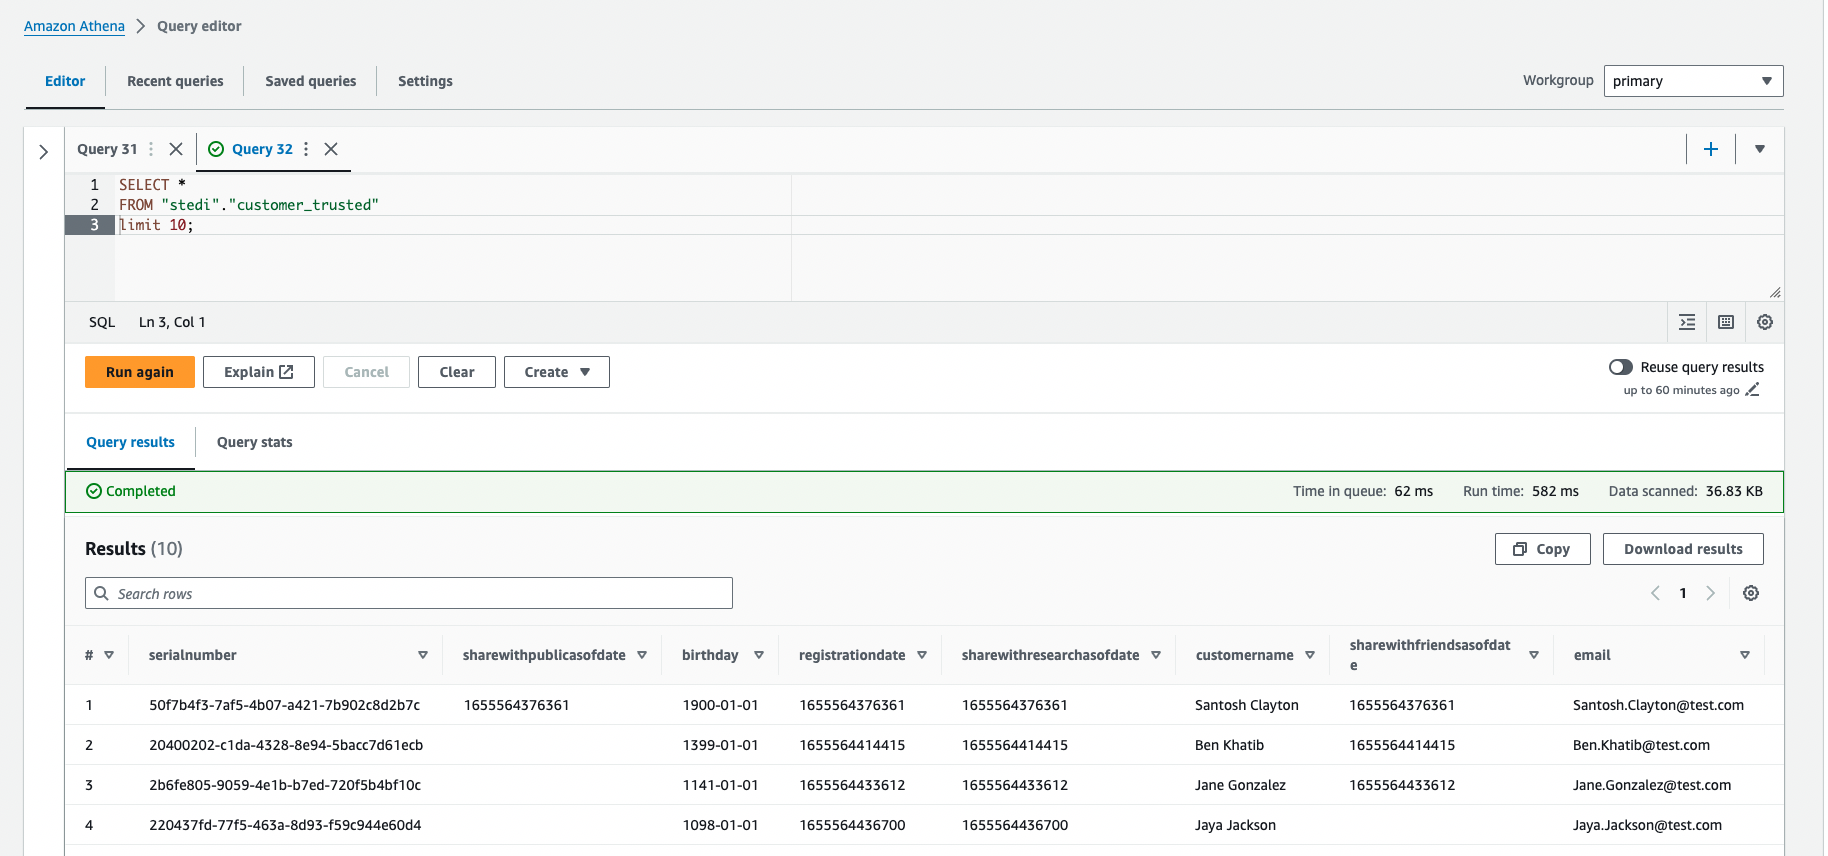 Amazon Athena > Query editor
Editor Recent queries Saved queries Settings Workgroup primary
Query 31 Query 32
1 SELECT *
2 FROM "stedi"."customer_trusted"
3 limit 10;
SQL Ln 3, Col 1
Run again Explain Cancel Clear Create Reuse query results
up to 60 minutes ago
Query results Query stats
Completed Time in queue: 62 ms Run time: 582 ms Data scanned: 36.83 KB
Results (10) Copy Download results
Search rows 1
# serialnumber sharewithpublicasofdate birthday registrationdate sharewithresearchasofdate customername sharewithfriendsasofdat
e email
1 50f7b4f3-7af5-4b07-a421-7b902c8d2b7c 1655564376361 1900-01-01 1655564376361 1655564376361 Santosh Clayton 1655564376361 Santosh.Clayton@test.com
2 20400202-c1da-4328-8e94-5bacc7d61ecb 1399-01-01 1655564414415 1655564414415 Ben Khatib 1655564414415 Ben.Khatib@test.com
3 2b6fe805-9059-4e1b-b7ed-720f5b4bf10c 1141-01-01 1655564433612 1655564433612 Jane Gonzalez 1655564433612 Jane.Gonzalez@test.com
4 220437fd-77f5-463a-8d93-f59c944e60d4 1098-01-01 1655564436700 1655564436700 Jaya Jackson Jaya.Jackson@test.com